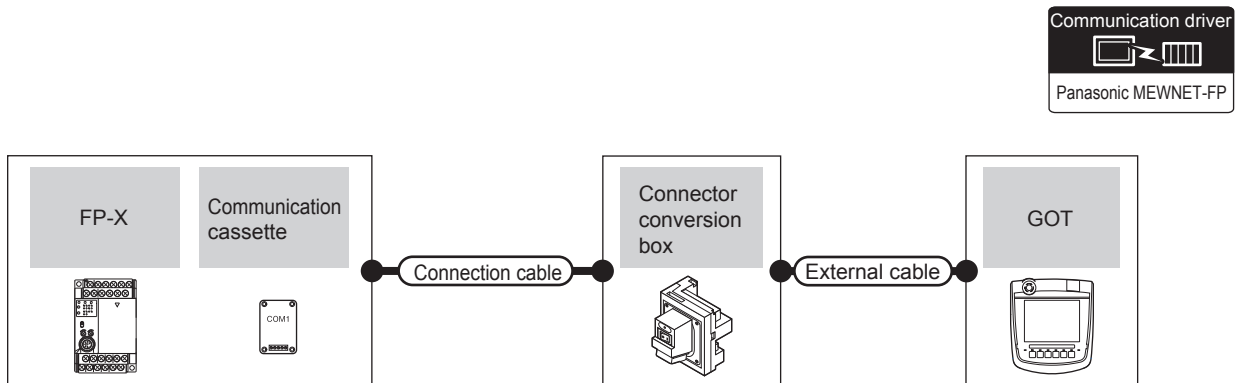 Communication driver
Panasonic MEWNET-FP
FP-X
Communication
cassette
Connection cable
Connector
conversion
box
External cable
GOT
COM1